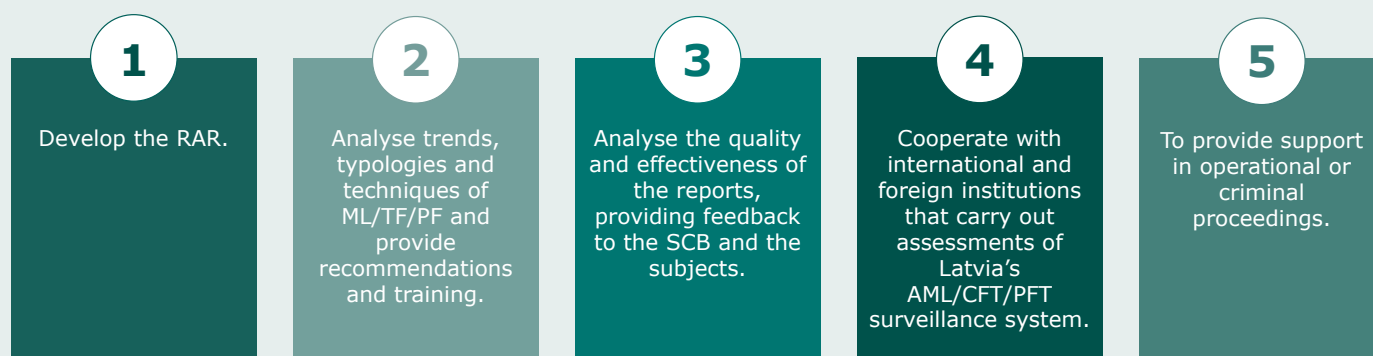 1
Develop the RAR.
2
Analyse trends,
typologies and
techniques of
ML/TF/PF and
provide
recommendations
and training.
3
Analyse the quality
and effectiveness of
the reports,
providing feedback
to the SCB and the
subjects.
4
Cooperate with
international and
foreign institutions
that carry out
assessments of
Latvia’s
AML/CFT/PFT
surveillance system.
5
To provide support
in operational or
criminal
proceedings.